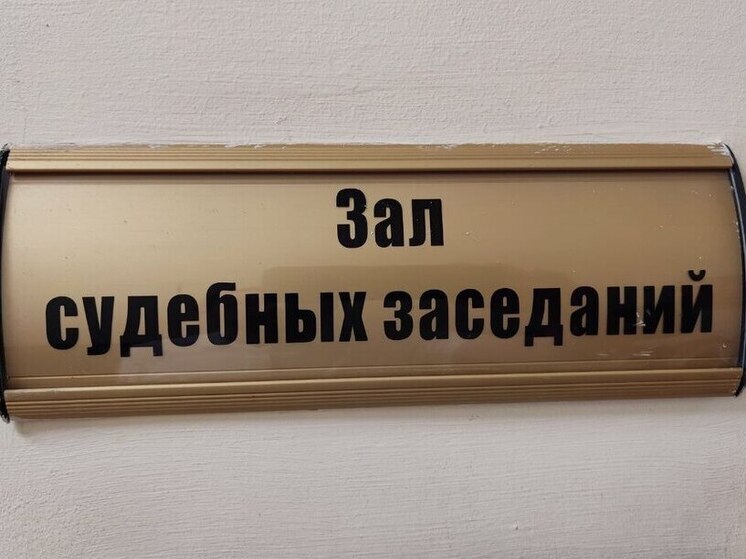 Зал
судебных заседаний